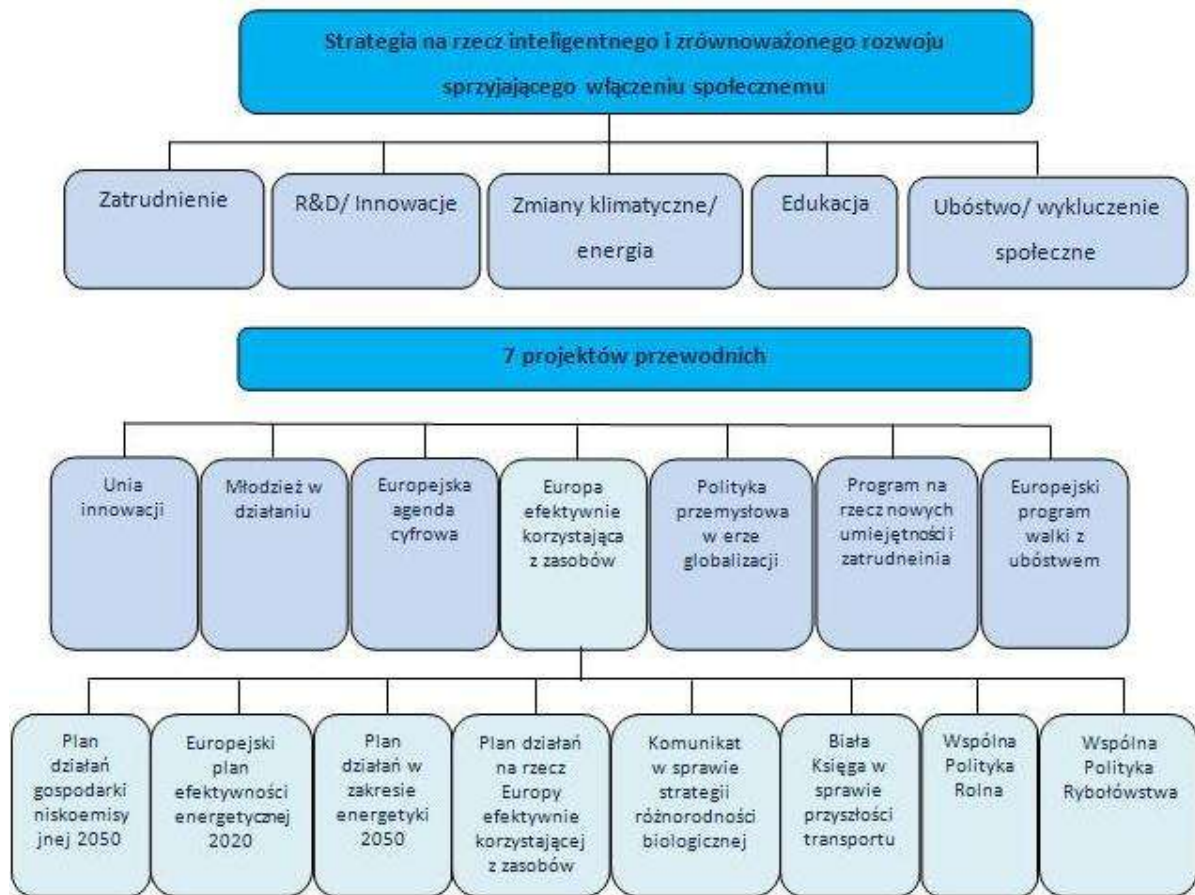 Strategia na rzecz inteligentnego i zrównoważonego rozwoju
sprzyjającego włączeniu społecznemu
Zatrudnienie
R&D/ Innowacje
Zmiany klimatyczne/
energia
Edukacja
Ubóstwo/ wykluczenie
społeczne
7 projektów przewodnich
Unia
innowacji
Młodzież w
działaniu
Europejska
agenda
cyfrowa
Europa
efektywnie
korzystająca
z zasobów
Polityka
przemysłowa
w erze
globalizacji
Program na
rzecz nowych
umiejętności i
zatrudneinia
Europejski
program
walki z
ubóstwem
Plan
działań
gospodarki
niskoemisy
jnej 2050
Europejski
plan
efektywności
energetycznej
2020
Plan
działań w
zakresie
energetyki
2050
Plan działań
na rzecz
Europy
efektywnie
korzystającej
z zasobów
Komunikat
w sprawie
strategii
różnorodności
biologicznej
Biała
Księga w
sprawie
przyszłości
transportu
Wspólna
Polityka
Rolna
Wspólna
Polityka
Rybołówstwa